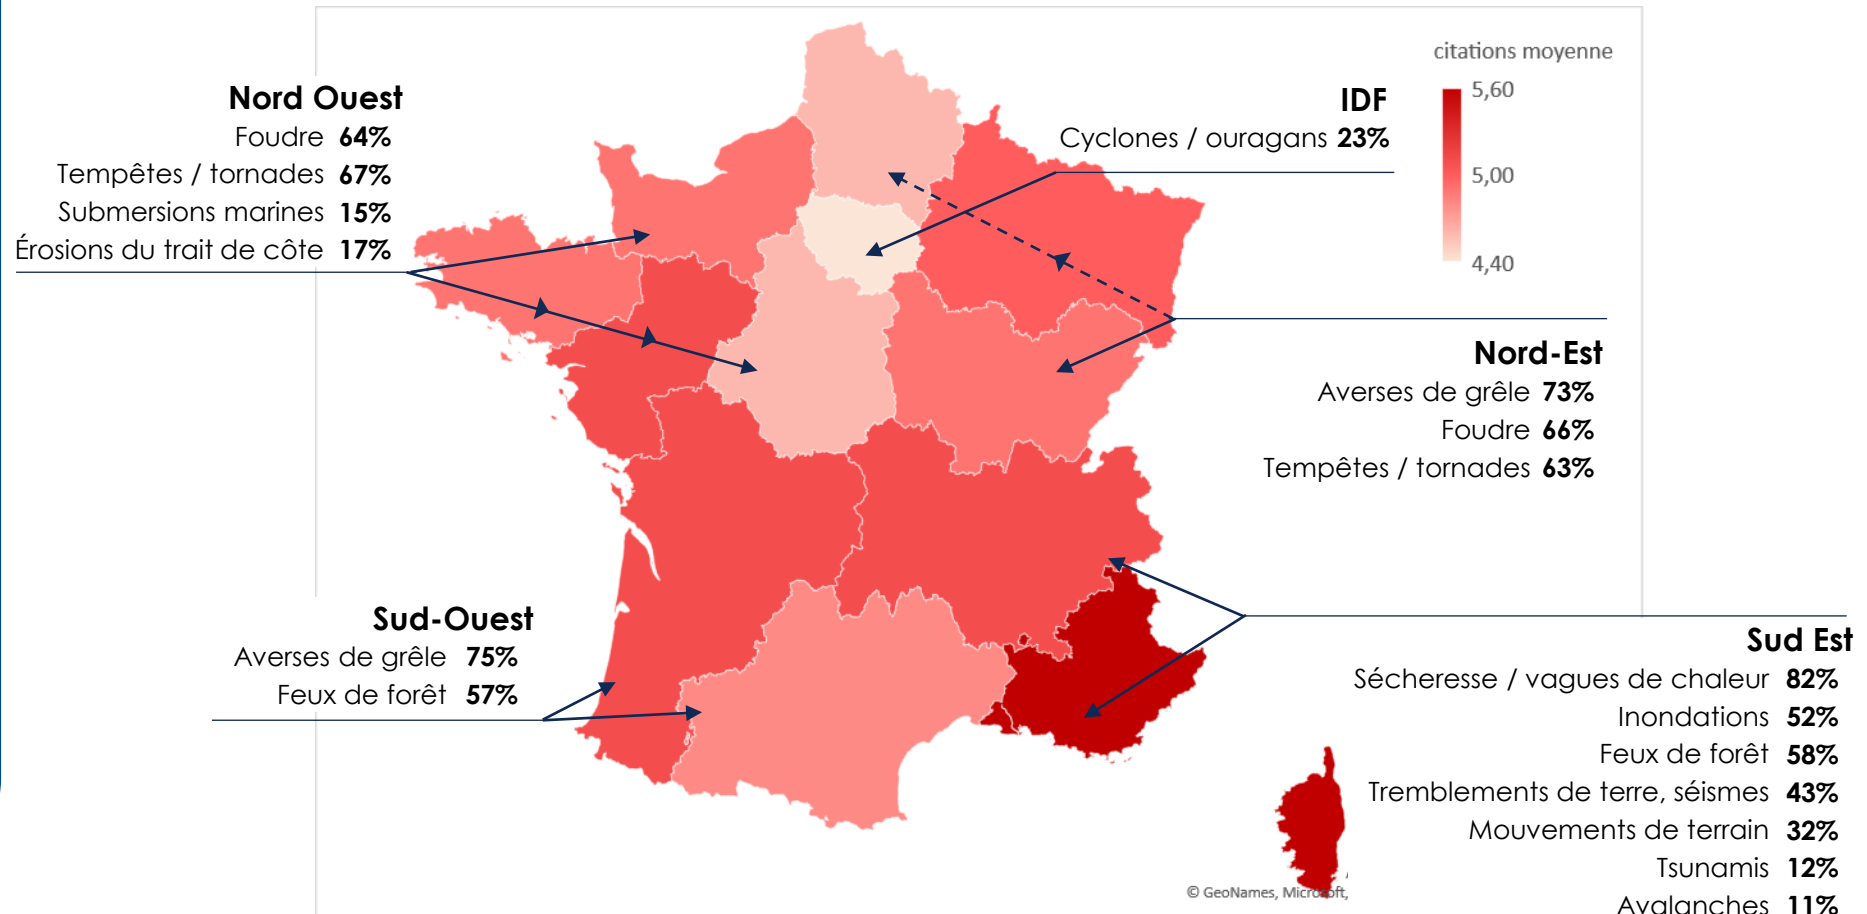 citations moyenne
5,60
5,00
4,40
Nord Ouest
Foudre 64%
Tempêtes / tornades 67%
Submersions marines 15%
Érosions du trait de côte 17%
IDF
Cyclones / ouragans 23%
Nord-Est
Averses de grêle 73%
Foudre 66%
Tempêtes / tornades 63%
Sud-Ouest
Averses de grêle 75%
Feux de forêt 57%
Sud Est
Sécheresse / vagues de chaleur 82%
Inondations 52%
Feux de forêt 58%
Tremblements de terre, séismes 43%
Mouvements de terrain 32%
Tsunamis 12%
Avalanches 11%
© GeoNames, Microsoft,